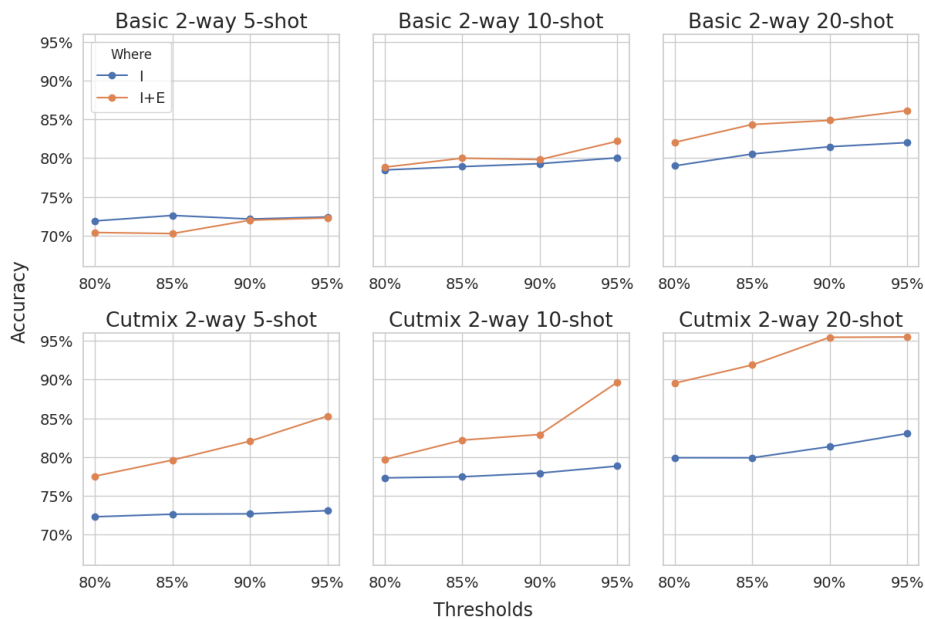 Basic 2-way 5-shot
Basic 2-way 10-shot
Basic 2-way 20-shot
Where
I
I+E
95%
90%
85%
80%
75%
70%
80% 85% 90% 95%
80% 85% 90% 95%
80% 85% 90% 95%
Accuracy
Cutmix 2-way 5-shot
Cutmix 2-way 10-shot
Cutmix 2-way 20-shot
95%
90%
85%
80%
75%
70%
80% 85% 90% 95%
80% 85% 90% 95%
80% 85% 90% 95%
Thresholds